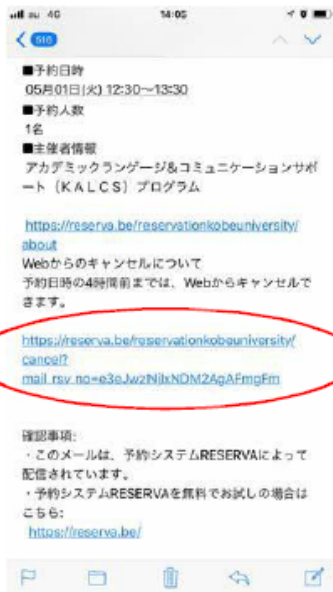 au 4G 14:05
516
■予約日時
05月01日(火) 12:30～13:30
■予約人数
1名
■主催者情報
アカデミックランゲージ&コミュニケーションサポ
ート (KALCS) プログラム
https://reserva.be/reservationkobeuniversity/
about
Webからのキャンセルについて
予約日時の4時間前までは、Webからキャンセルで
きます。
https://reserva.be/reservationkobeuniversity/
cancel?
確認事項:
・このメールは、予約システムRESERVAによって
配信されています。
・予約システムRESERVAを無料でお試しの場合は
こちら:
https://reserva.be/